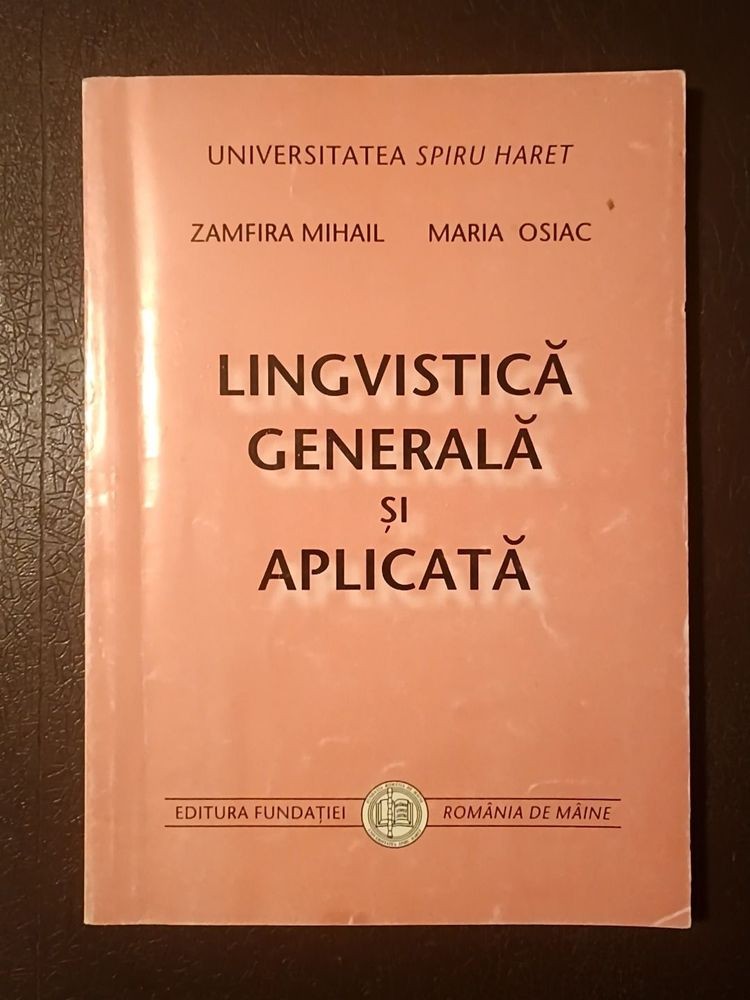 UNIVERSITATEA SPIRU HARET
ZAMFIRA MIHAIL MARIA OSIAC
LINGVISTICĂ
GENERALĂ
ȘI
APLICATĂ
EDITURA FUNDAȚIEI ROMÂNIA DE MÂINE